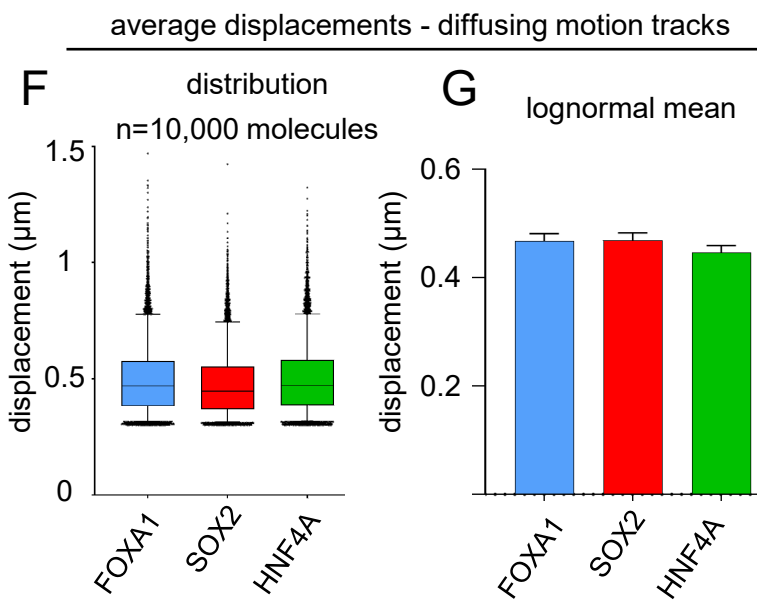 average displacements - diffusing motion tracks
F
distribution
n=10,000 molecules
displacement (µm)
1.5
1
0.5
0
FOXA1
SOX2
HNF4A
G
lognormal mean
displacement (µm)
0.6
0.4
0.2
FOXA1
SOX2
HNF4A